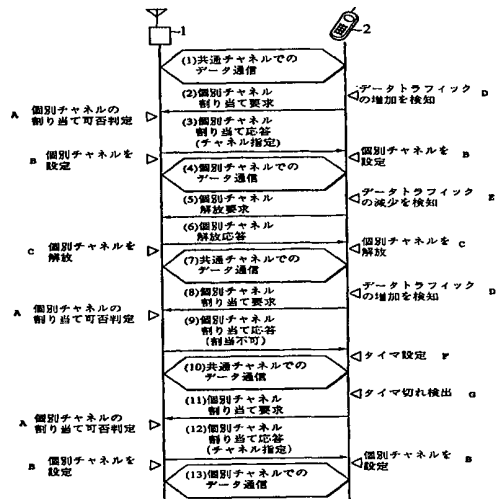 1
2
(1)共通チャネルでの
データ通信
(2)個別チャネル
割り当て要求
データトラフィック
の増加を検知 D
A 個別チャネルの
割り当て可否判定
(3)個別チャネル
割り当て応答
(チャネル指定)
B 個別チャネルを
設定
個別チャネルを B
設定
(4)個別チャネルでの
データ通信
(5)個別チャネル
解放要求
データトラフィック
の減少を検知 E
(6)個別チャネル
解放応答
C 個別チャネルを
解放
個別チャネルを C
解放
(7)共通チャネルでの
データ通信
(8)個別チャネル
割り当て要求
データトラフィック
の増加を検知 D
A 個別チャネルの
割り当て可否判定
(9)個別チャネル
割り当て応答
(割当不可)
タイマ設定 F
(10)共通チャネルでの
データ通信
タイマ切れ検出 G
(11)個別チャネル
割り当て要求
A 個別チャネルの
割り当て可否判定
(12)個別チャネル
割り当て応答
(チャネル指定)
B 個別チャネルを
設定
個別チャネルを B
設定
(13)個別チャネルでの
データ通信